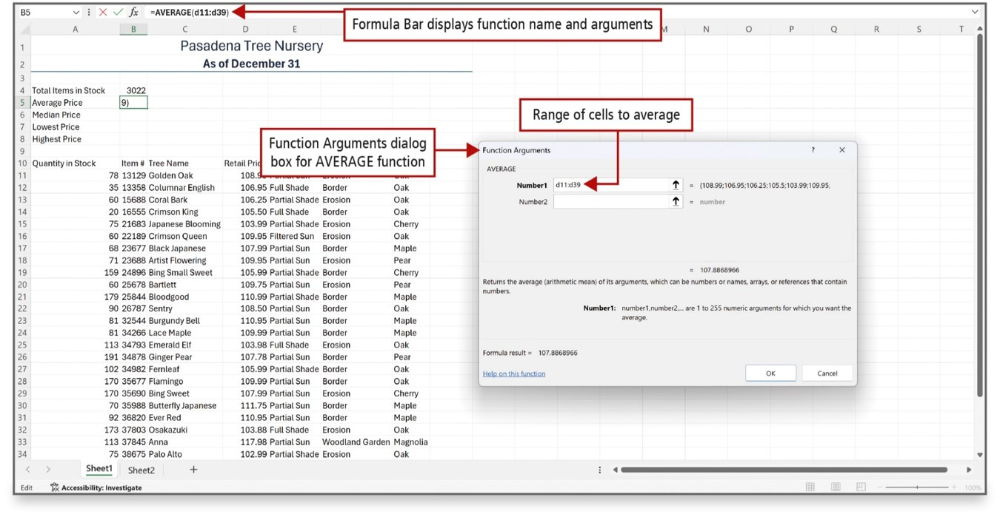 B5 fx =AVERAGE(d11:d39)
Formula Bar displays function name and arguments
A B C D E M N O P Q R S T
1 Pasadena Tree Nursery
2 As of December 31
3
4 Total Items in Stock 3022
5 Average Price 9)
6 Median Price
7 Lowest Price
8 Highest Price
9
10 Quantity in Stock Item # Tree Name Retail Pric
11 78 13129 Golden Oak 108.9
12 35 13358 Columnar English 106.95 Full Shade Border Oak
13 60 15688 Coral Bark 106.25 Partial Shade Erosion Oak
14 20 16555 Crimson King 105.50 Full Shade Border Oak
15 75 21683 Japanese Blooming 103.99 Partial Shade Erosion Cherry
16 60 22189 Crimson Queen 109.95 Filtered Sun Erosion Oak
17 68 23677 Black Japanese 107.99 Partial Sun Border Maple
18 71 23688 Artist Flowering 109.95 Partial Sun Erosion Pear
19 159 24896 Bing Small Sweet 105.99 Partial Shade Border Cherry
20 60 25678 Bartlett 109.75 Partial Sun Erosion Pear
21 179 25844 Bloodgood 110.99 Partial Shade Border Maple
22 90 26787 Sentry 108.50 Partial Sun Border Oak
23 81 32544 Burgundy Bell 110.95 Partial Sun Border Maple
24 81 34266 Lace Maple 109.99 Partial Sun Border Maple
25 113 34793 Emerald Elf 103.98 Full Shade Erosion Oak
26 191 34878 Ginger Pear 107.78 Partial Sun Border Pear
27 102 34982 Fernleaf 105.99 Partial Shade Border Oak
28 170 35677 Flamingo 109.99 Partial Sun Border Oak
29 170 35690 Bing Sweet 107.99 Partial Sun Erosion Cherry
30 70 35988 Butterfly Japanese 111.75 Partial Sun Border Maple
31 92 36820 Ever Red 110.95 Partial Sun Border Maple
32 173 37803 Osakazuki 103.88 Full Shade Erosion Oak
33 113 37845 Anna 117.98 Partial Sun Woodland Garden Magnolia
34 75 38675 Palo Alto 102.99 Partial Shade Erosion Oak
Function Arguments dialog
box for AVERAGE function
Range of cells to average
Function Arguments ? ×
AVERAGE
Number1 d11:d39 = {108.99;106.95;106.25;105.5;103.99;109.95;
Number2 = number
= 107.8868966
Returns the average (arithmetic mean) of its arguments, which can be numbers or names, arrays, or references that contain
numbers.
Number1: number1,number2,... are 1 to 255 numeric arguments for which you want the
average.
Formula result = 107.8868966
Help on this function OK Cancel
Sheet1 Sheet2 +
Edit Accessibility: Investigate 100%